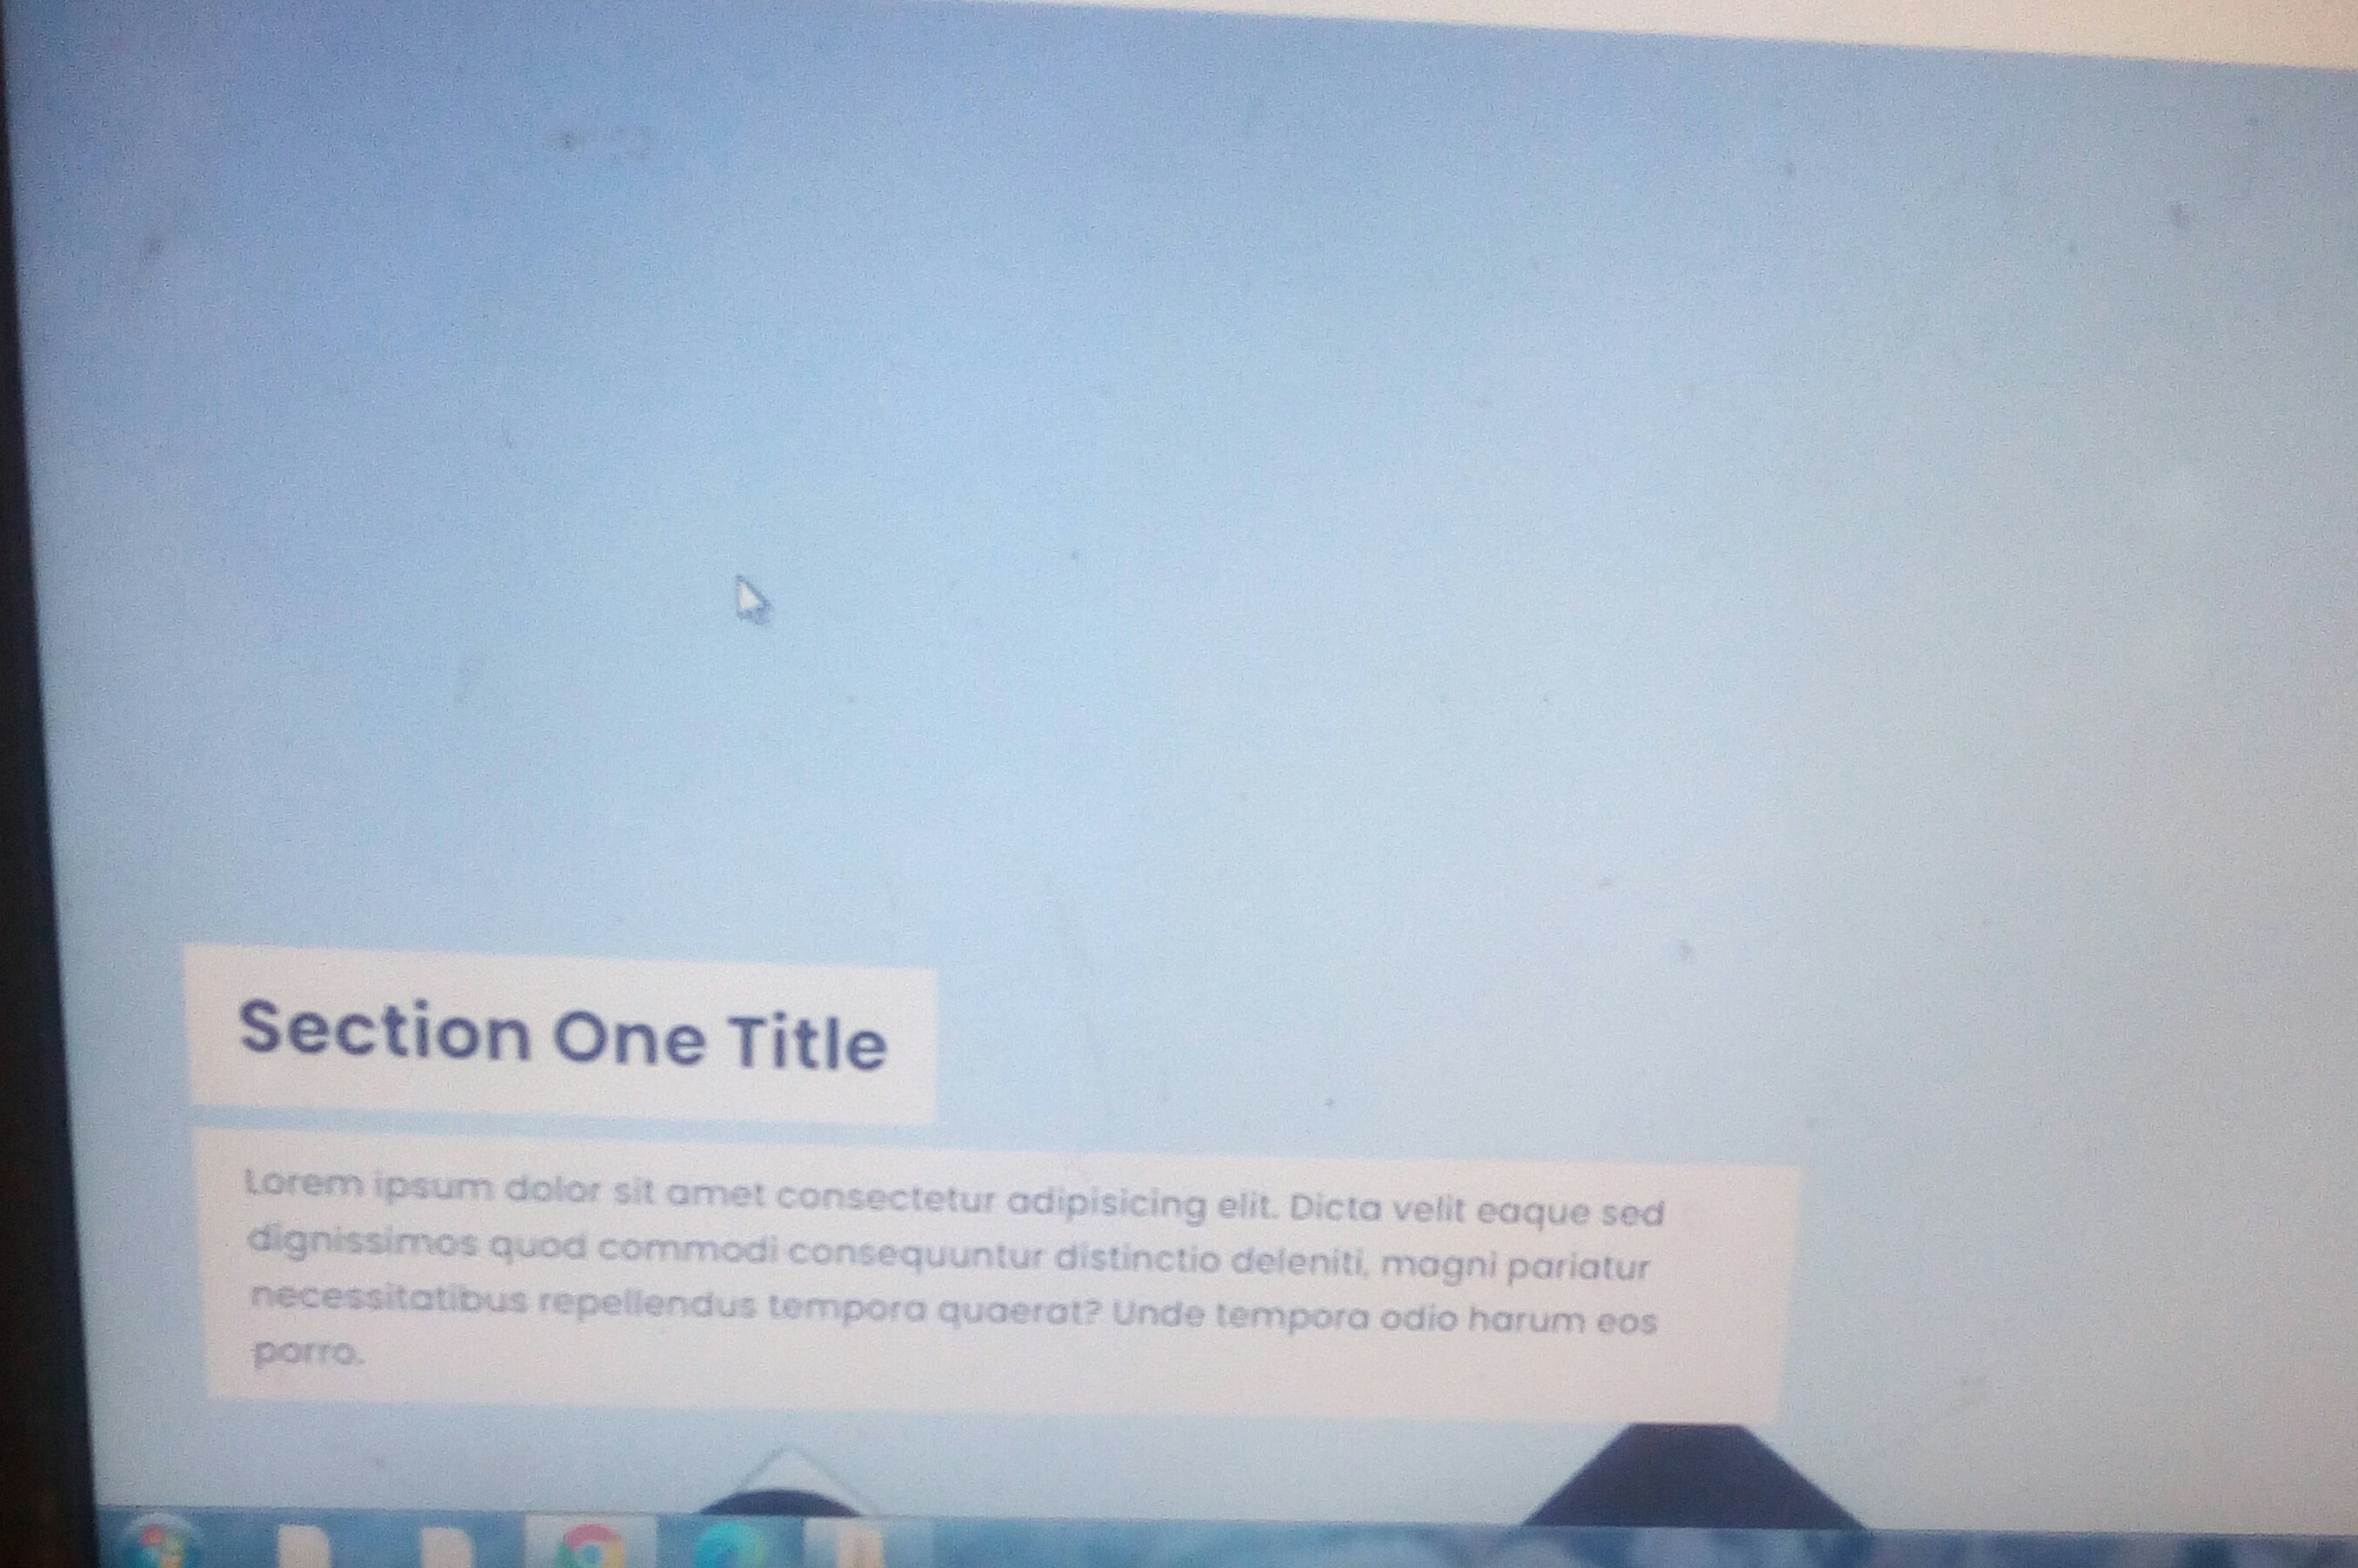 Section One Title
Lorem ipsum dolor sit amet consectetur adipisicing elit. Dicta velit eaque sed
dignissimos quod commodi consequuntur distinctio deleniti, magni pariatur
necessitatibus repellendus tempora quaerat? Unde tempora odio harum eos
porro.